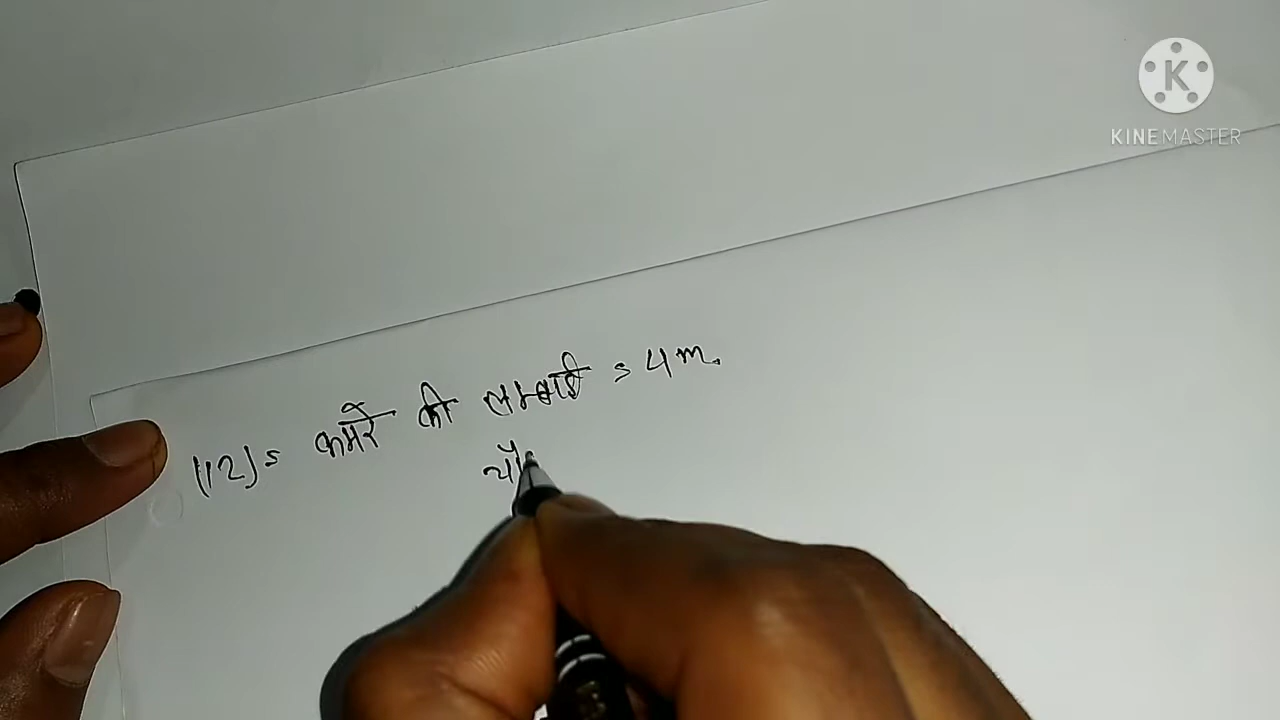 KINEMASTER
(12)= कमरे की लम्बाई = 4m.
चौ